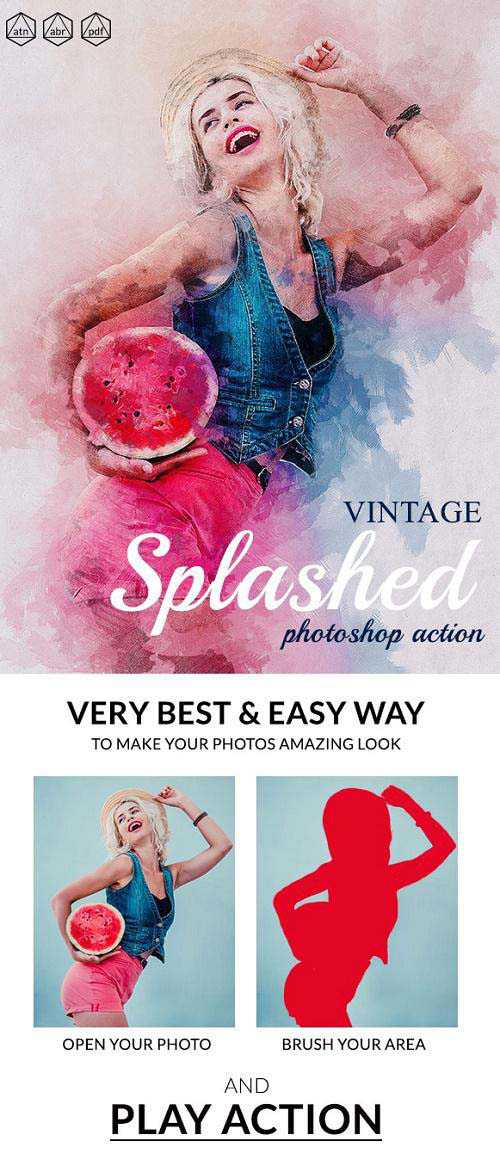 atn abr pdf
VINTAGE
Splashed
photoshop action
VERY BEST & EASY WAY
TO MAKE YOUR PHOTOS AMAZING LOOK
OPEN YOUR PHOTO BRUSH YOUR AREA
AND
PLAY ACTION